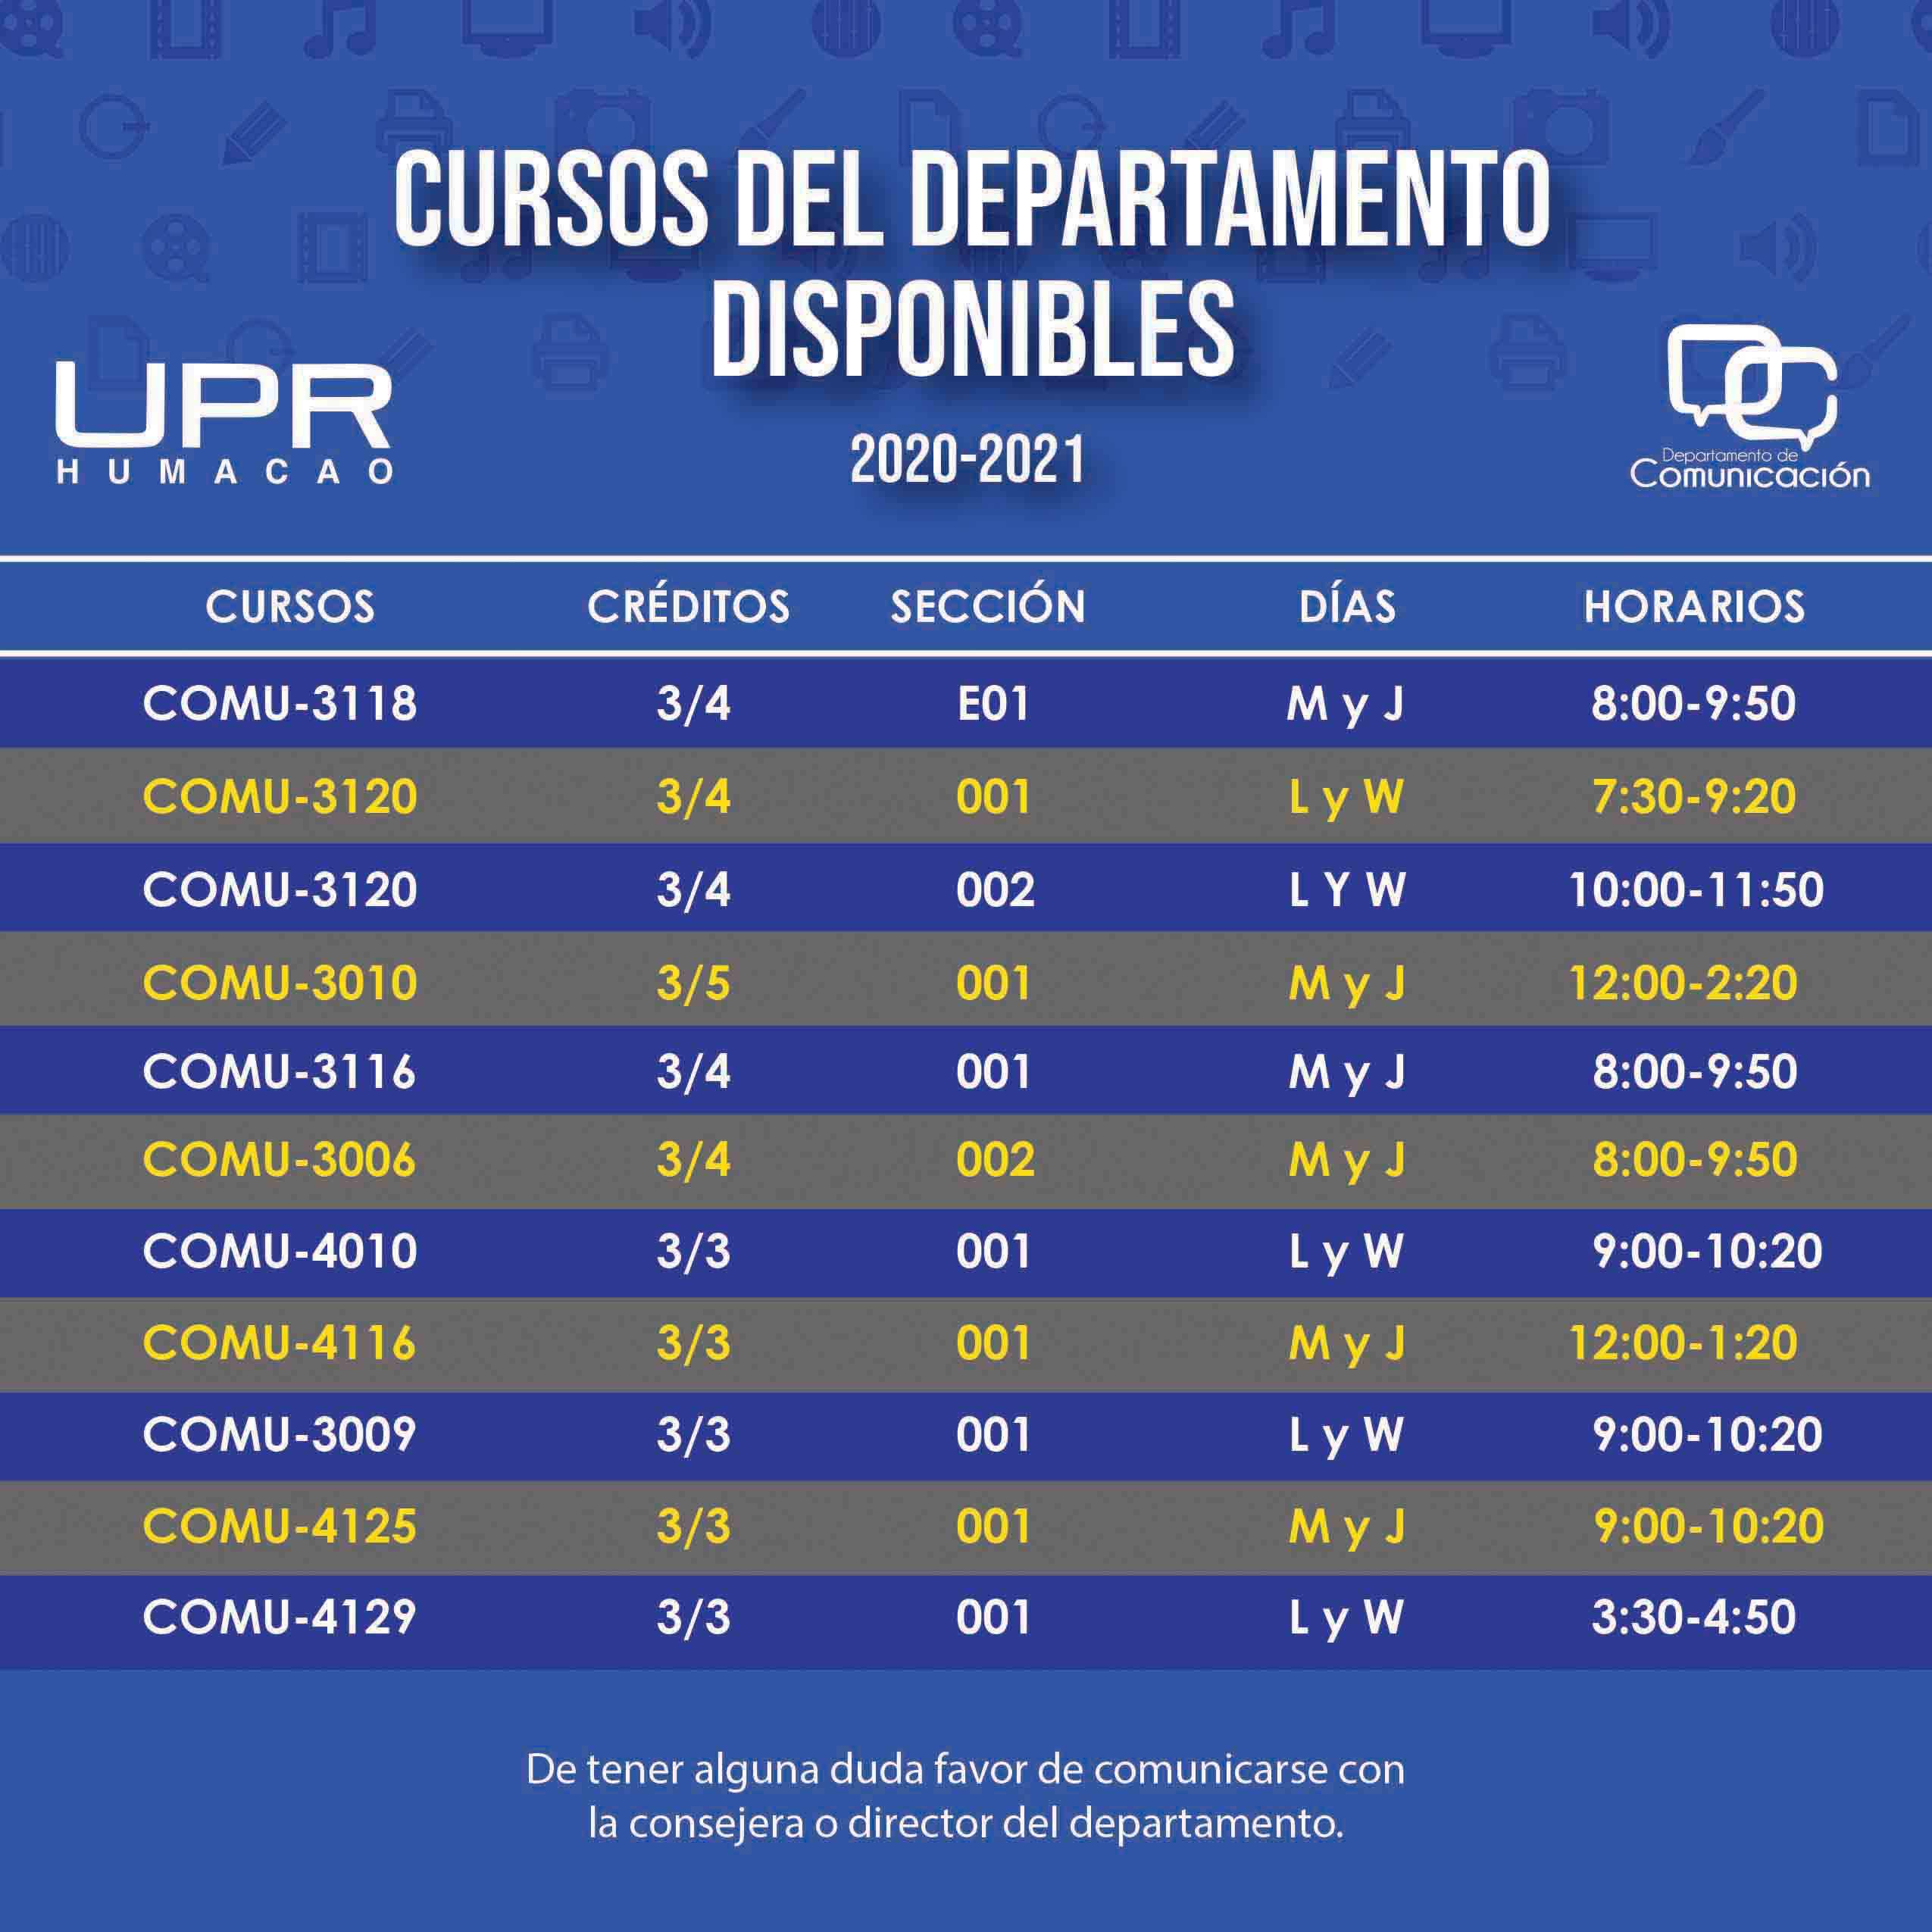 CURSOS DEL DEPARTAMENTO
DISPONIBLES
2020-2021
UPR
HUMACAO
DC
Departamento de
Comunicación
CURSOS CRÉDITOS SECCIÓN DÍAS HORARIOS
COMU-3118 3/4 E01 M y J 8:00-9:50
COMU-3120 3/4 001 L y W 7:30-9:20
COMU-3120 3/4 002 L Y W 10:00-11:50
COMU-3010 3/5 001 M y J 12:00-2:20
COMU-3116 3/4 001 M y J 8:00-9:50
COMU-3006 3/4 002 M y J 8:00-9:50
COMU-4010 3/3 001 L y W 9:00-10:20
COMU-4116 3/3 001 M y J 12:00-1:20
COMU-3009 3/3 001 L y W 9:00-10:20
COMU-4125 3/3 001 M y J 9:00-10:20
COMU-4129 3/3 001 L y W 3:30-4:50
De tener alguna duda favor de comunicarse con
la consejera o director del departamento.